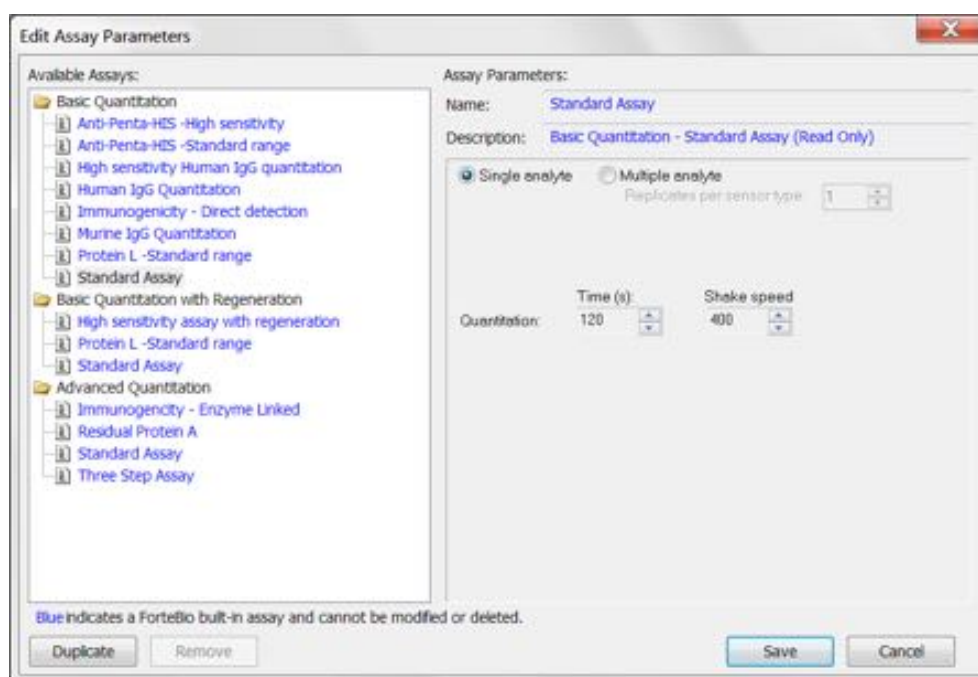 Edit Assay Parameters
Available Assays:
Basic Quantitation
Anti-Penta-HIS -High sensitivity
Anti-Penta-HIS -Standard range
High sensitivity Human IgG quantitation
Human IgG Quantitation
Immunogenicity - Direct detection
Murine IgG Quantitation
Protein L -Standard range
Standard Assay
Basic Quantitation with Regeneration
High sensitivity assay with regeneration
Protein L -Standard range
Standard Assay
Advanced Quantitation
Immunogencity - Enzyme Linked
Residual Protein A
Standard Assay
Three Step Assay
Assay Parameters:
Name: Standard Assay
Description: Basic Quantitation - Standard Assay (Read Only)
Single analyte Multiple analyte
Replicates per sensor type 1
Time (s): Shake speed
Quantitation: 120 400
Blue indicates a ForteBio built-in assay and cannot be modified or deleted.
Duplicate Remove Save Cancel